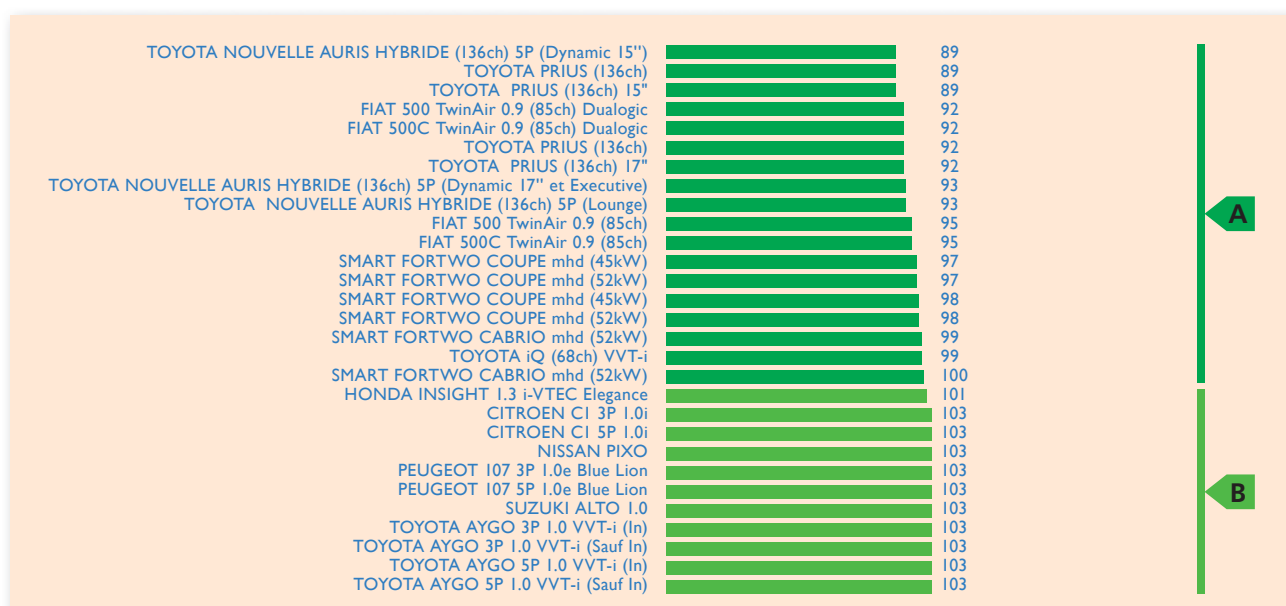 TOYOTA NOUVELLE AURIS HYBRIDE (136ch) 5P (Dynamic 15'') 89
TOYOTA PRIUS (136ch) 89
TOYOTA PRIUS (136ch) 15" 89
FIAT 500 TwinAir 0.9 (85ch) Dualogic 92
FIAT 500C TwinAir 0.9 (85ch) Dualogic 92
TOYOTA PRIUS (136ch) 92
TOYOTA PRIUS (136ch) 17" 92
TOYOTA NOUVELLE AURIS HYBRIDE (136ch) 5P (Dynamic 17'' et Executive) 93
TOYOTA NOUVELLE AURIS HYBRIDE (136ch) 5P (Lounge) 93
A
FIAT 500 TwinAir 0.9 (85ch) 95
FIAT 500C TwinAir 0.9 (85ch) 95
SMART FORTWO COUPE mhd (45kW) 97
SMART FORTWO COUPE mhd (52kW) 97
SMART FORTWO COUPE mhd (45kW) 98
SMART FORTWO COUPE mhd (52kW) 98
SMART FORTWO CABRIO mhd (52kW) 99
TOYOTA iQ (68ch) VVT-i 99
SMART FORTWO CABRIO mhd (52kW) 100
HONDA INSIGHT 1.3 i-VTEC Elegance 101
CITROEN C1 3P 1.0i 103
CITROEN C1 5P 1.0i 103
NISSAN PIXO 103
PEUGEOT 107 3P 1.0e Blue Lion 103
PEUGEOT 107 5P 1.0e Blue Lion 103
B
SUZUKI ALTO 1.0 103
TOYOTA AYGO 3P 1.0 VVT-i (In) 103
TOYOTA AYGO 3P 1.0 VVT-i (Sauf In) 103
TOYOTA AYGO 5P 1.0 VVT-i (In) 103
TOYOTA AYGO 5P 1.0 VVT-i (Sauf In) 103